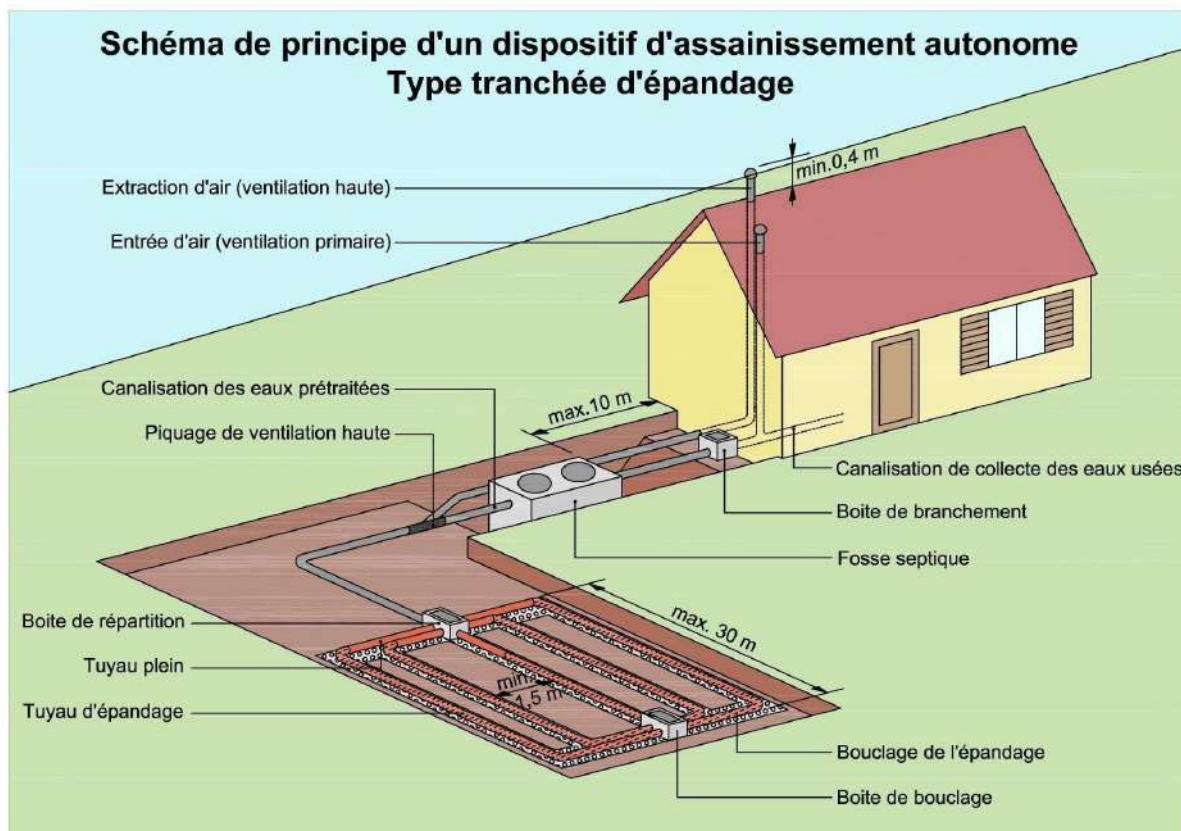 Schéma de principe d'un dispositif d'assainissement autonome
Type tranchée d'épandage
min.0,4 m
Extraction d'air (ventilation haute)
Entrée d'air (ventilation primaire)
Canalisation des eaux prétraitées
max.10 m
Piquage de ventilation haute
Canalisation de collecte des eaux usées
Boite de branchement
Fosse septique
Boite de répartition
max. 30 m
Tuyau plein
min.
1,5 m
Tuyau d'épandage
Bouclage de l'épandage
Boite de bouclage